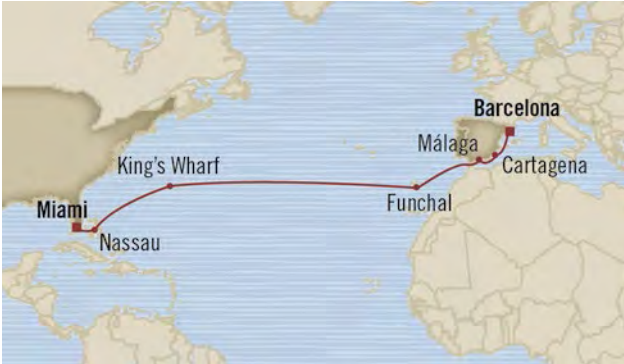 Barcelona
Málaga
Cartagena
King's Wharf
Funchal
Miami
Nassau